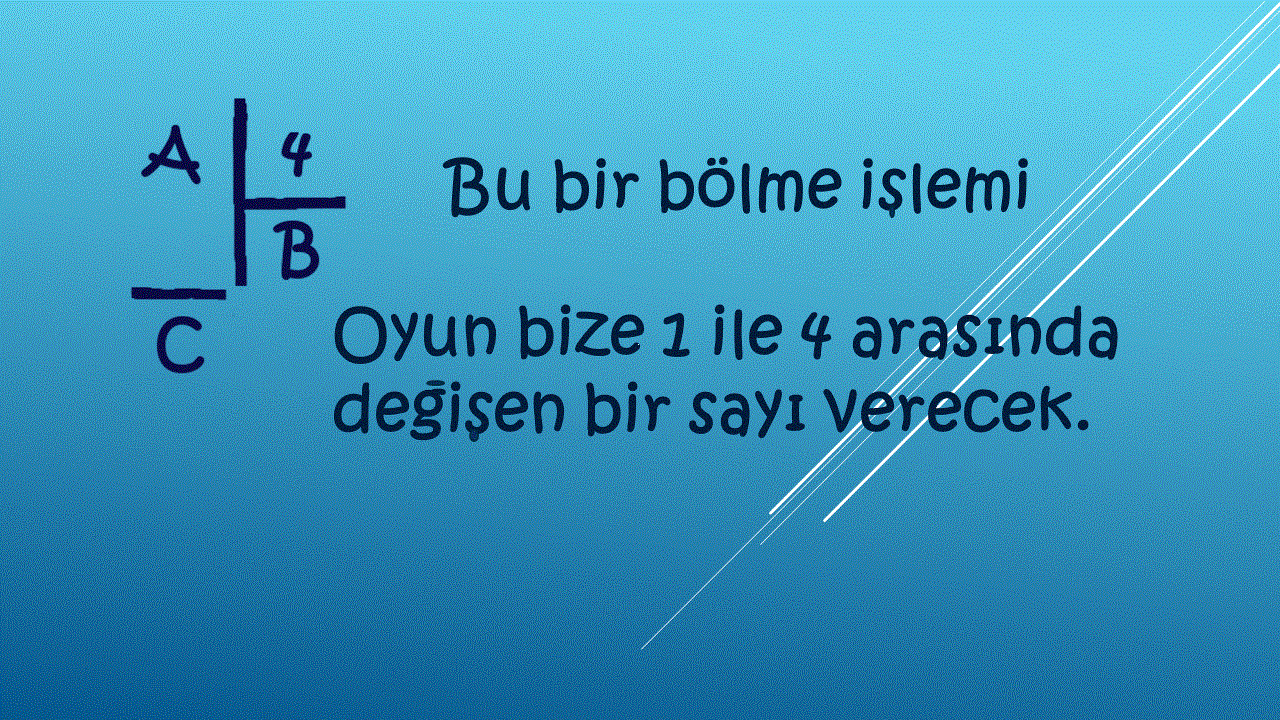 A 4
B
C
Bu bir bölme işlemi
Oyun bize 1 ile 4 arasında
değişen bir sayı verecek.